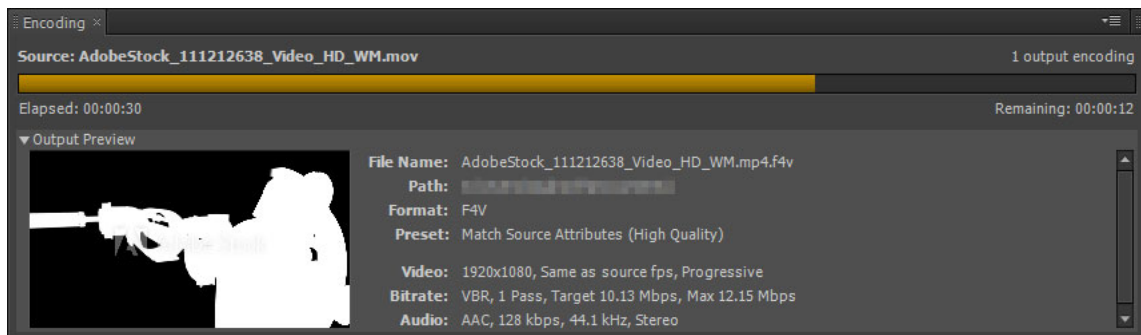 Encoding
Source: AdobeStock_111212638_Video_HD_WM.mov 1 output encoding
Elapsed: 00:00:30 Remaining: 00:00:12
Output Preview
File Name: AdobeStock_111212638_Video_HD_WM.mp4.f4v
Path:
Format: F4V
Preset: Match Source Attributes (High Quality)
Video: 1920x1080, Same as source fps, Progressive
Bitrate: VBR, 1 Pass, Target 10.13 Mbps, Max 12.15 Mbps
Audio: AAC, 128 kbps, 44.1 kHz, Stereo